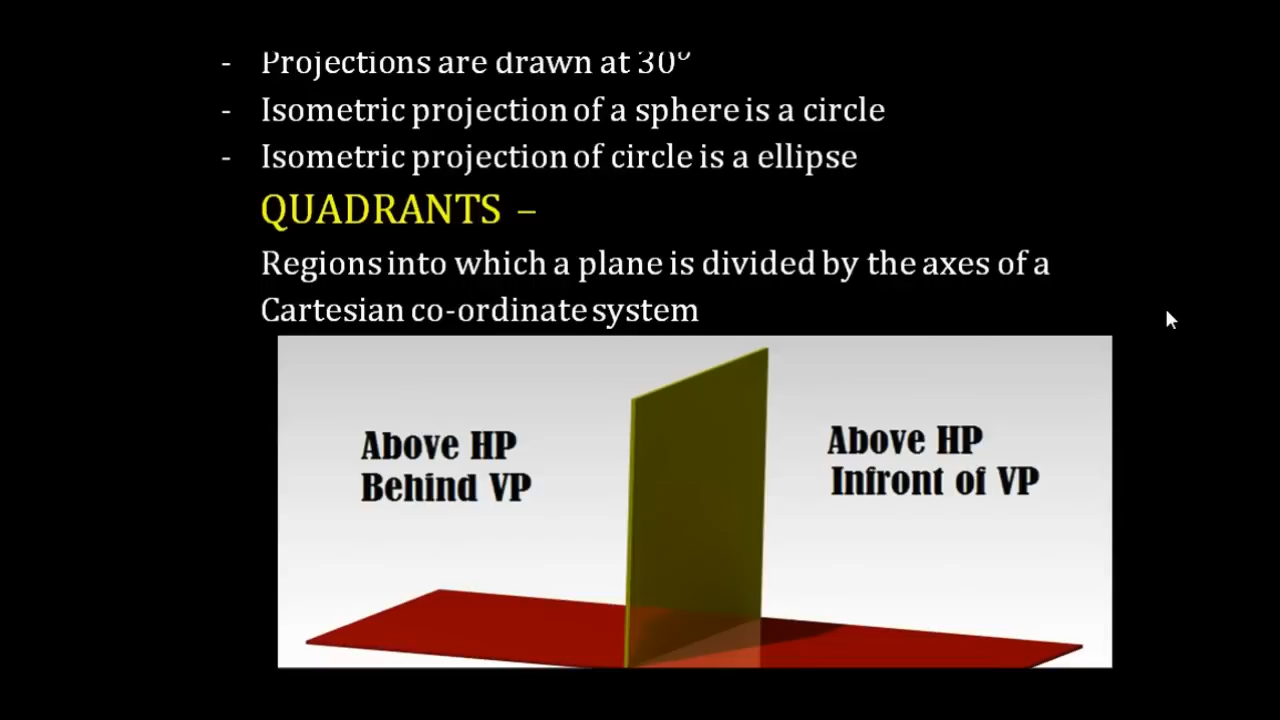 - Projections are drawn at 30°
- Isometric projection of a sphere is a circle
- Isometric projection of circle is a ellipse
QUADRANTS –
Regions into which a plane is divided by the axes of a
Cartesian co-ordinate system
Above HP
Behind VP
Above HP
Infront of VP